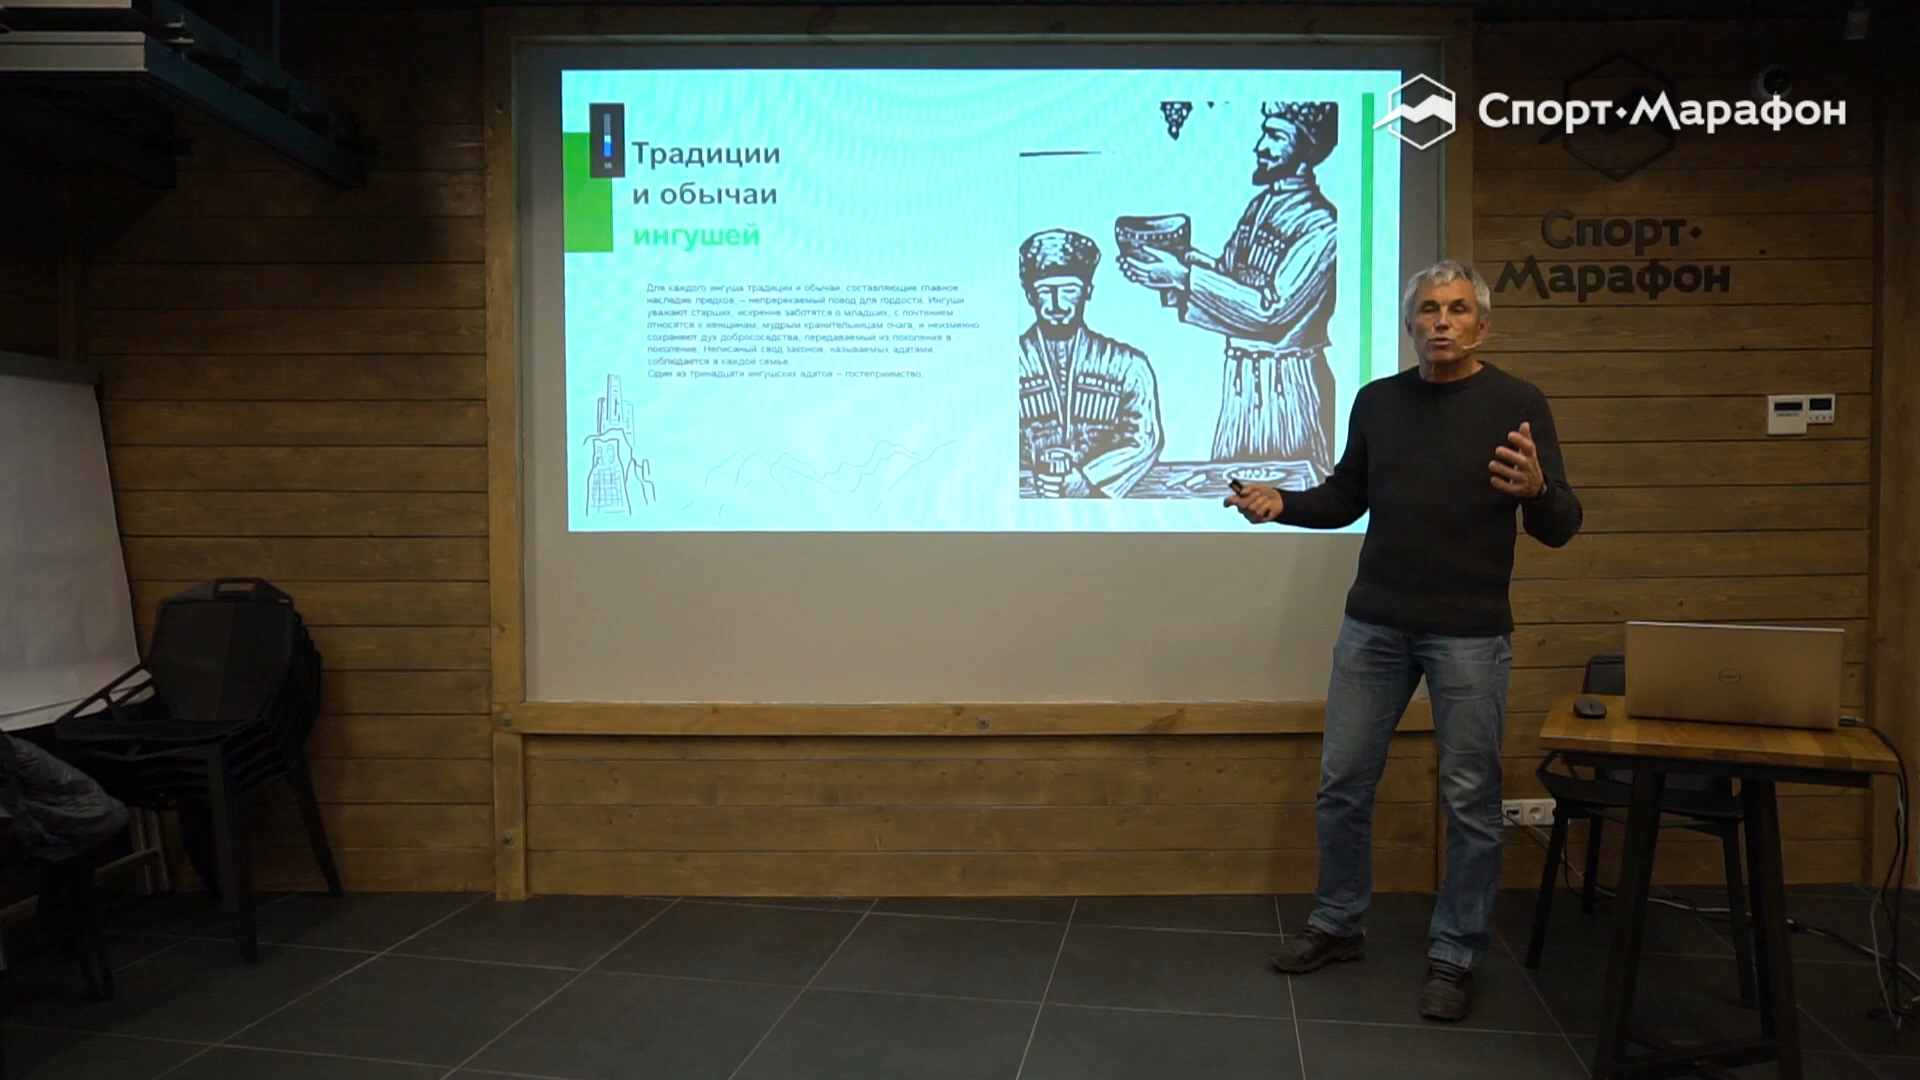 Традиции
и обычаи
ингушей
Для каждого ингуша традиции и обычаи, составляющие главное
наследие предков, – непререкаемый повод для гордости. Ингуши
уважают старших, искренне заботятся о младших, с почтением
относятся к женщинам, мудрым хранительницам очага, и неизменно
сохраняют дух добрососедства, передаваемый из поколения в
поколение. Неписаный свод законов, называемых адатами,
соблюдается в каждой семье.
Один из тринадцати ингушских адатов – гостеприимство.
Спорт•Марафон
Спорт•
Марафон